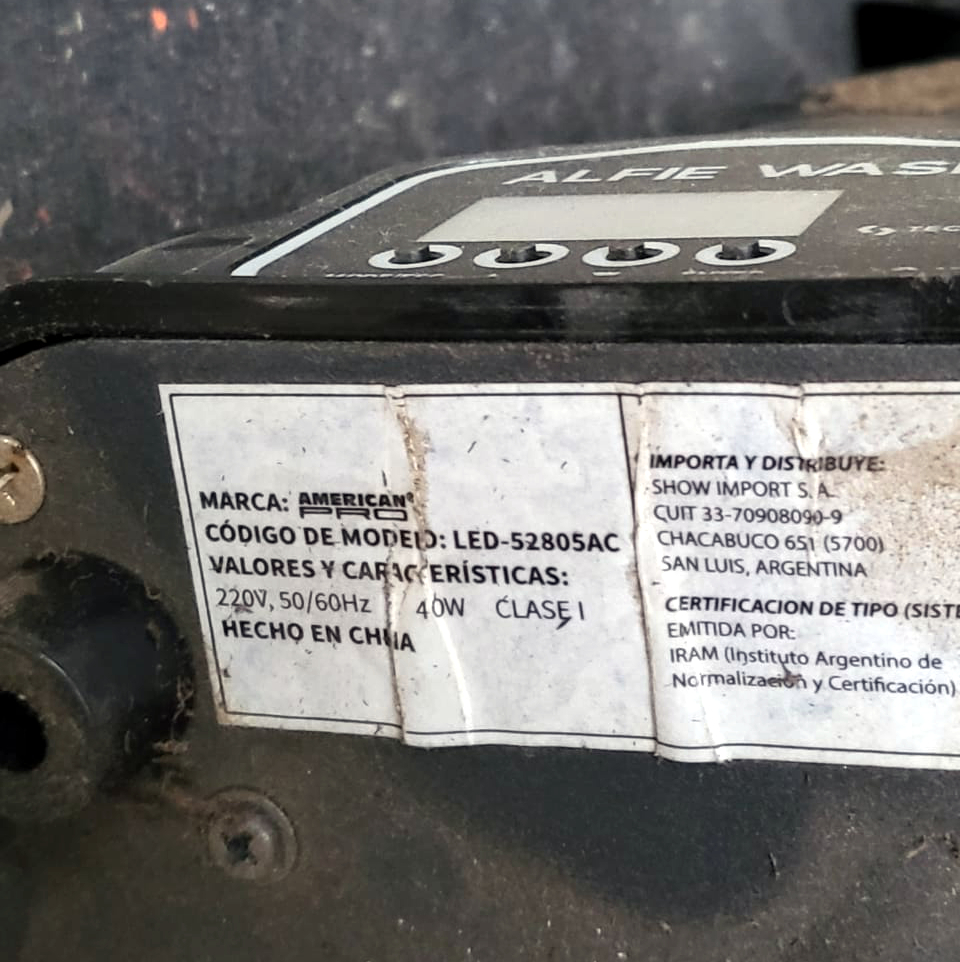 ALFIE WAS
TEC
MARCA: AMERICAN PRO
CÓDIGO DE MODELO: LED-52805AC
VALORES Y CARACTERÍSTICAS:
220V, 50/60Hz 40W CLASE I
HECHO EN CHINA
IMPORTA Y DISTRIBUYE:
SHOW IMPORT S.A.
CUIT 33-70908090-9
CHACABUCO 651 (5700)
SAN LUIS, ARGENTINA
CERTIFICACION DE TIPO (SISTE
EMITIDA POR:
IRAM (Instituto Argentino de
Normalización y Certificación)